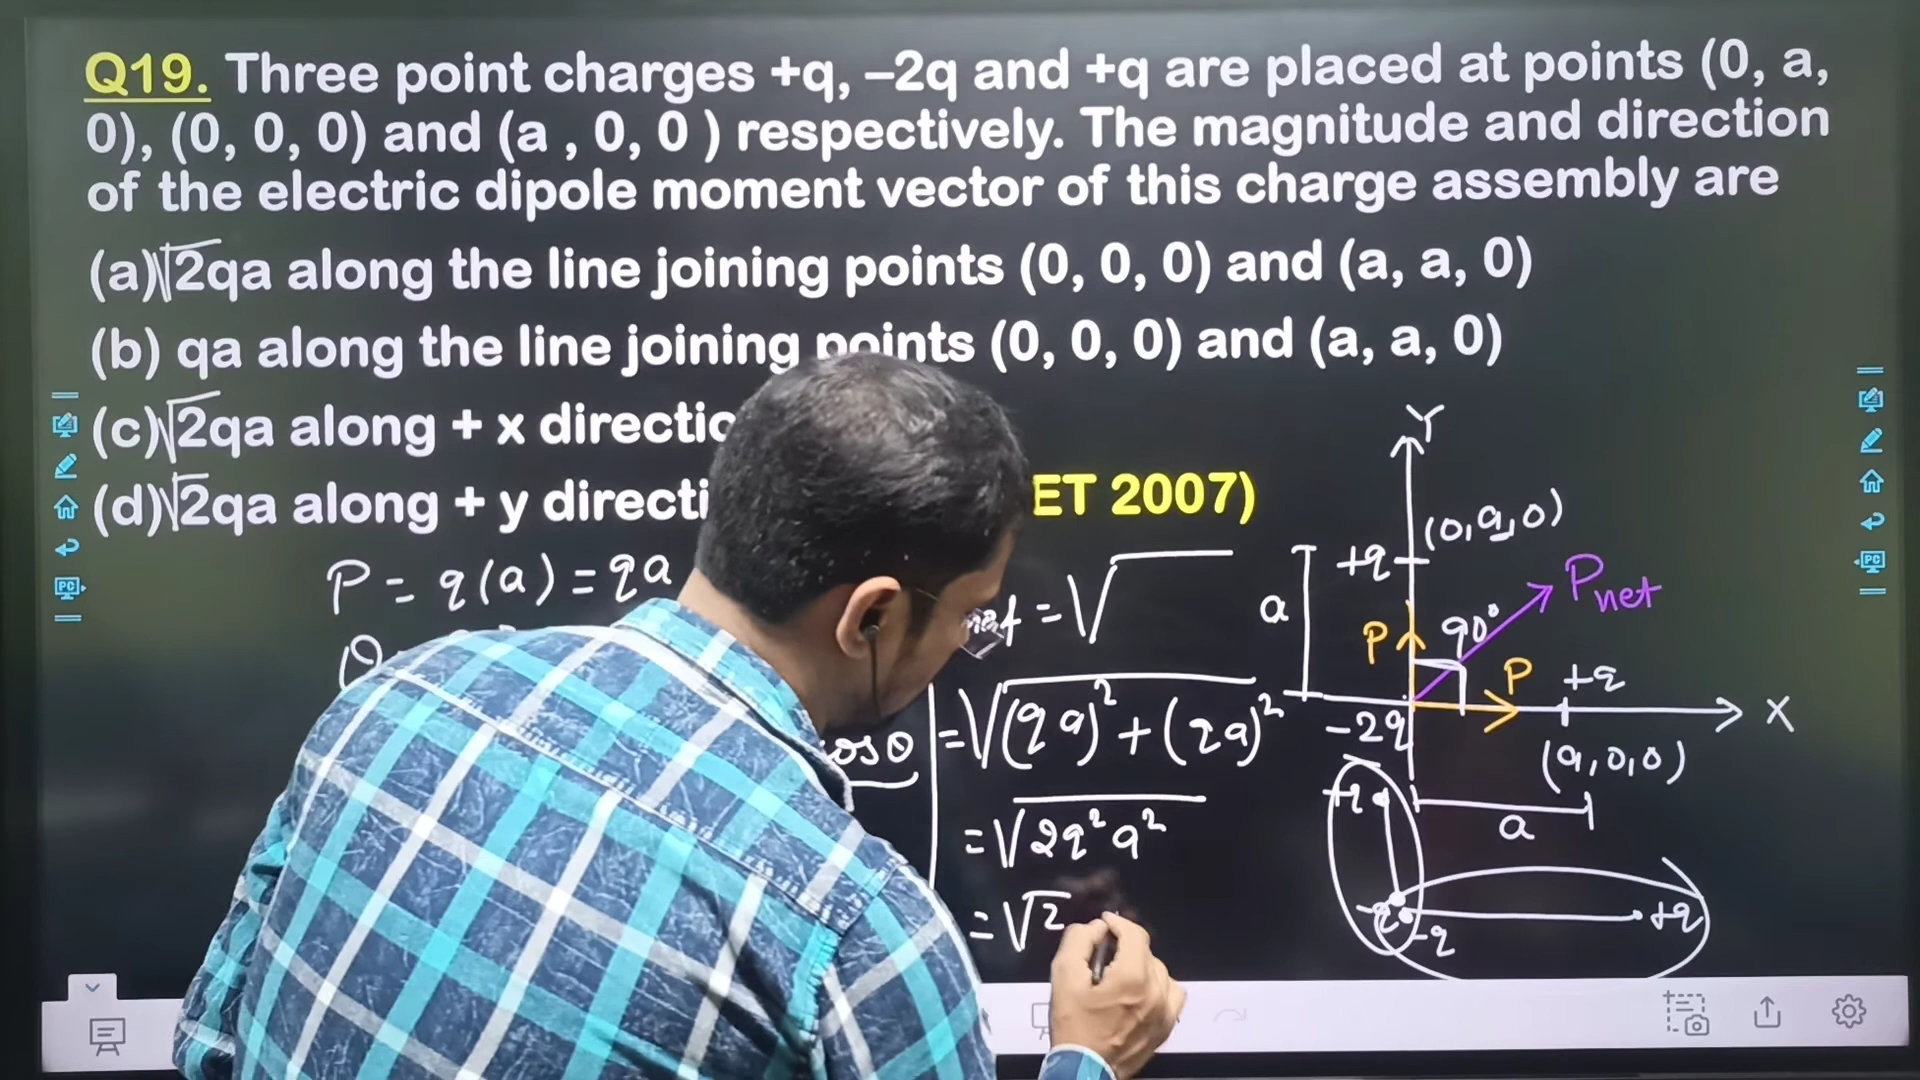 Q19. Three point charges +q, –2q and +q are placed at points (0, a,
0), (0, 0, 0) and (a , 0, 0 ) respectively. The magnitude and direction
of the electric dipole moment vector of this charge assembly are
(a)√2qa along the line joining points (0, 0, 0) and (a, a, 0)
(b) qa along the line joining points (0, 0, 0) and (a, a, 0)
(c)√2qa along + x
(d)√2qa along + y
2007)
P = q(a) = qa
= √
cosθ
= √(qa)² + (qa)²
= √2q²a²
= √2
Y
(0,a,0)
+q
a
P
90°
Pnet
P
+q
X
-2q
(a,0,0)
+q
a
-q
-q
+q
PC
PC